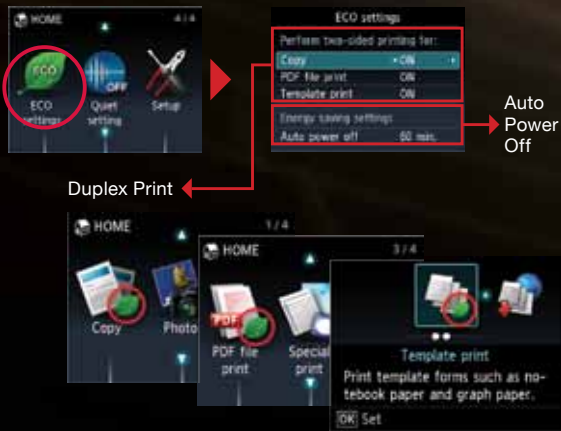 HOME 4/4
ECO
OFF
ECO settings
Quiet setting
Setup
ECO settings
Perform two-sided printing for:
Copy ON
PDF file print ON
Template print ON
Energy saving settings
Auto power off 60 min.
Auto
Power
Off
Duplex Print
HOME 1/4
Copy
Photo
HOME 3/4
PDF
PDF file
print
Special
print
Template print
Print template forms such as no-
tebook paper and graph paper.
OK Set